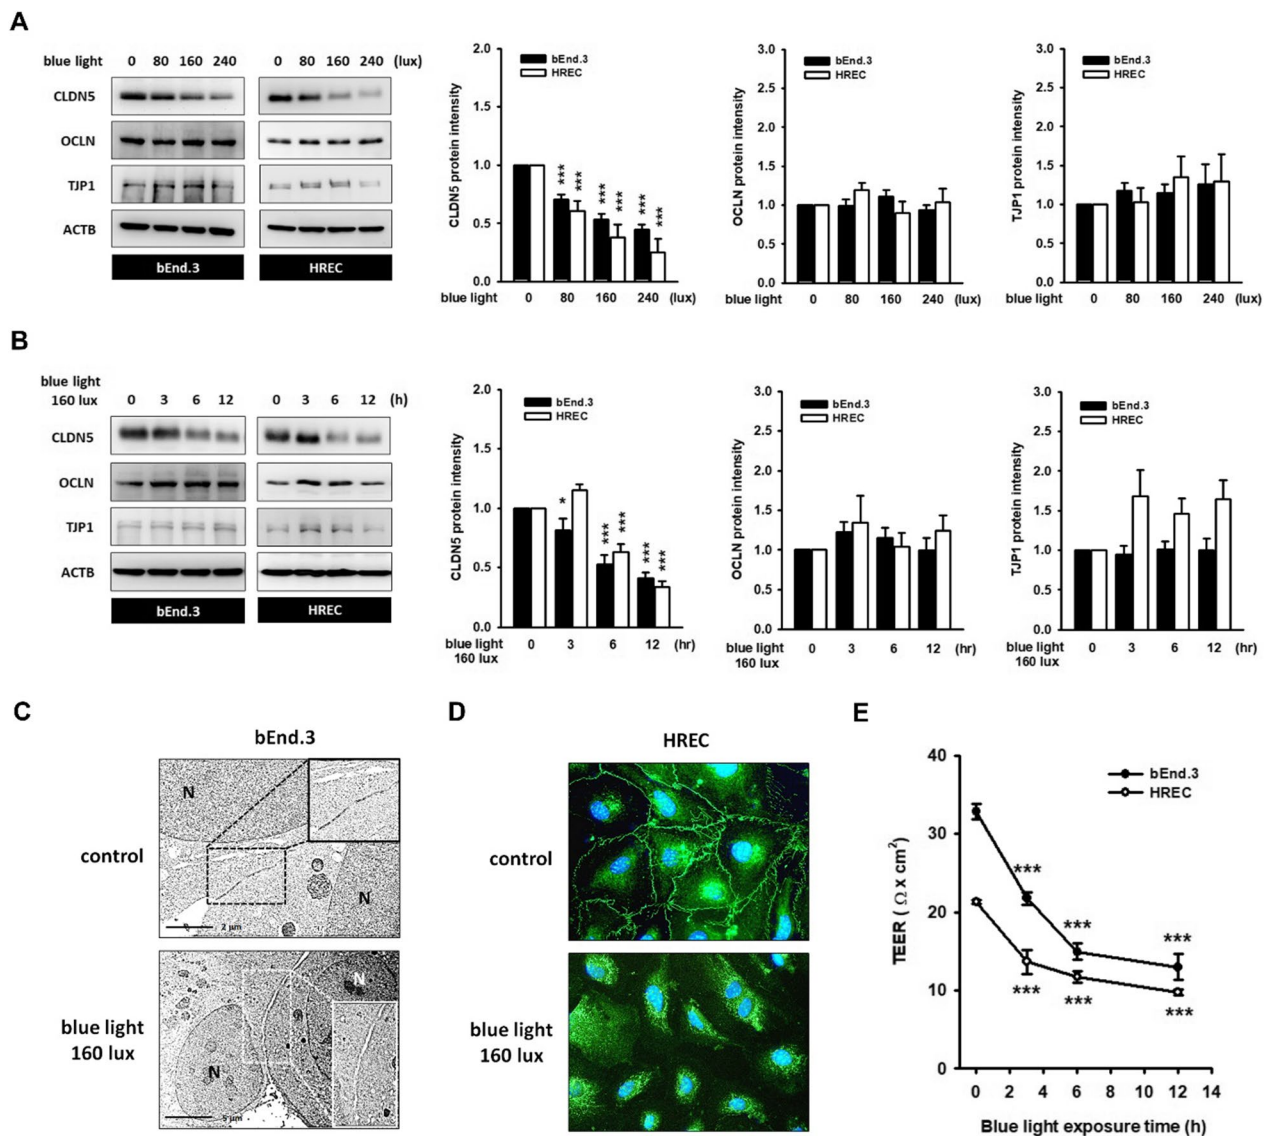 A
blue light 0 80 160 240 (lux) 0 80 160 240 (lux)
CLDN5
OCLN
TJP1
ACTB
bEnd.3 HREC
CLDN5 protein intensity
2.0
1.5
1.0
0.5
0.0
bEnd.3
HREC
*** *** *** *** *** ***
blue light 0 80 160 240 (lux)
OCLN protein intensity
3.0
2.5
2.0
1.5
1.0
0.5
0.0
bEnd.3
HREC
blue light 0 80 160 240 (lux)
TJP1 protein intensity
3.0
2.5
2.0
1.5
1.0
0.5
0.0
bEnd.3
HREC
blue light 0 80 160 240 (lux)
B
blue light
160 lux 0 3 6 12 (h) 0 3 6 12 (h)
CLDN5
OCLN
TJP1
ACTB
bEnd.3 HREC
CLDN5 protein intensity
2.0
1.5
1.0
0.5
0.0
bEnd.3
HREC
* *** *** *** ***
blue light 0 3 6 12 (hr)
160 lux
OCLN protein intensity
3.0
2.5
2.0
1.5
1.0
0.5
0.0
bEnd.3
HREC
blue light 0 3 6 12 (hr)
160 lux
TJP1 protein intensity
3.0
2.5
2.0
1.5
1.0
0.5
0.0
bEnd.3
HREC
blue light 0 3 6 12 (hr)
160 lux
C
bEnd.3
control
N
N
2 µm
blue light
160 lux
N
N
5 µm
D
HREC
control
blue light
160 lux
E
TEER ( Ω x cm²)
40
30
20
10
0
bEnd.3
HREC
*** *** ***
*** *** ***
0 2 4 6 8 10 12 14
Blue light exposure time (h)